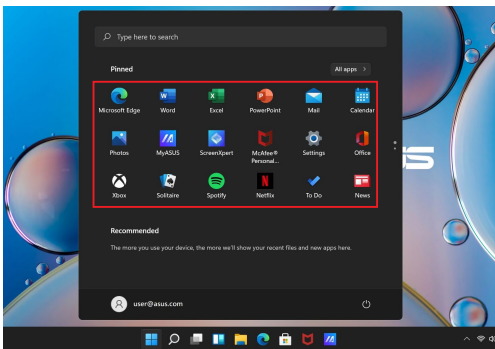 Type here to search
Pinned
All apps >
Microsoft Edge Word Excel PowerPoint Mail Calendar
Photos MyASUS ScreenXpert McAfee® Personal... Settings Office
Xbox Solitaire Spotify Netflix To Do News
Recommended
The more you use your device, the more we'll show your recent files and new apps here.
user@asus.com